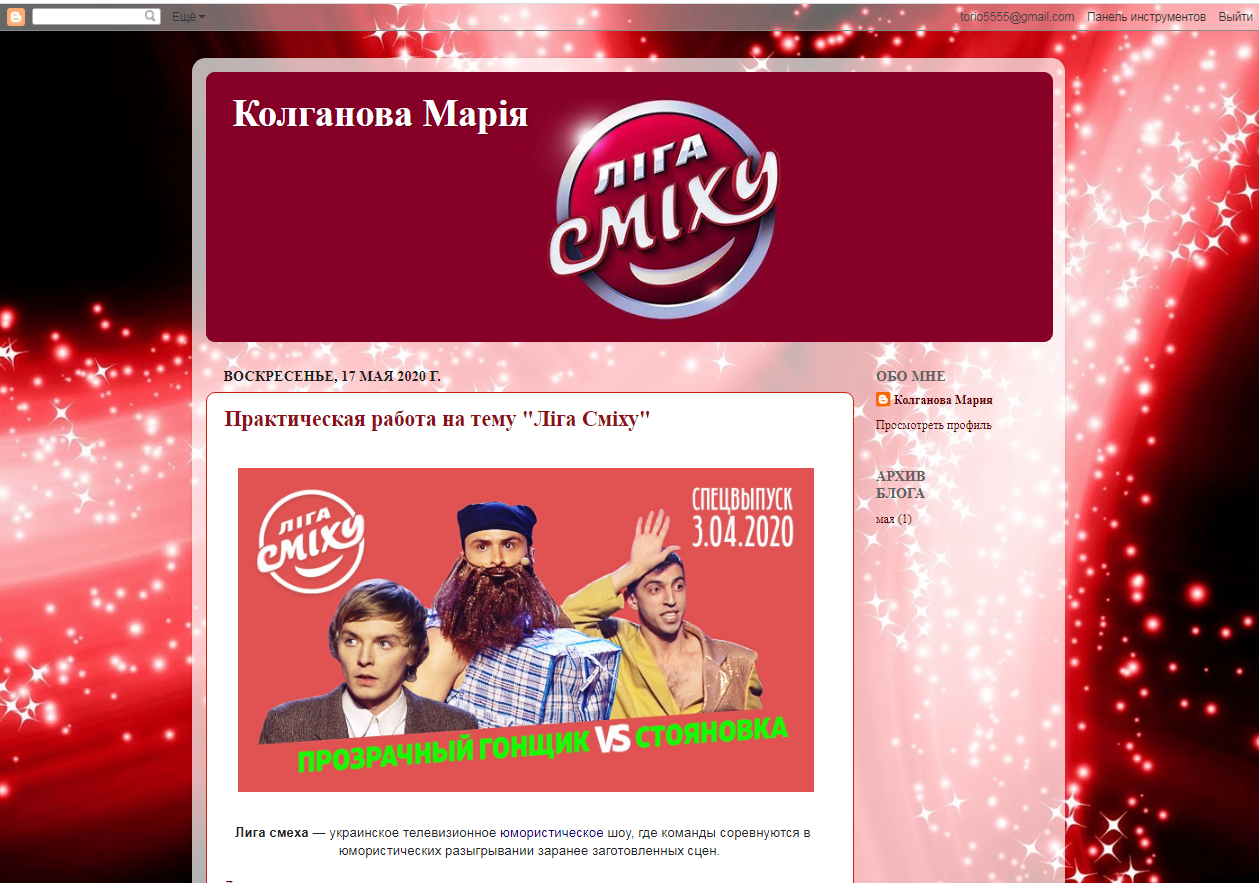 Ещё
torio5555@gmail.com Панель инструментов Выйти
Колганова Марія
ЛІГА
СМІХУ
ВОСКРЕСЕНЬЕ, 17 МАЯ 2020 Г.
Практическая работа на тему "Ліга Сміху"
ЛІГА
СМІХУ
СПЕЦВЫПУСК
3.04.2020
ПРОЗРАЧНЫЙ ГОНЩИК VS СТОЯНОВКА
Лига смеха — украинское телевизионное юмористическое шоу, где команды соревнуются в
юмористических разыгрывании заранее заготовленных сцен.
ОБО МНЕ
Колганова Мария
Просмотреть профиль
АРХИВ
БЛОГА
мая (1)